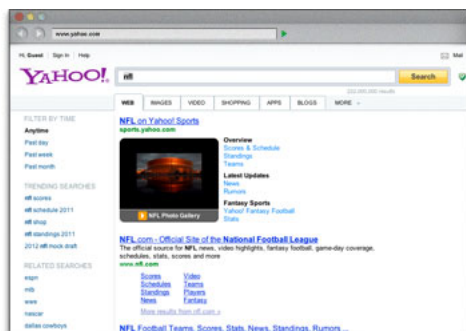 www.yahoo.com
Hi, Guest Sign In Help Mail
YAHOO! nfl Search
220,000,000 results
WEB IMAGES VIDEO SHOPPING APPS BLOGS MORE
FILTER BY TIME
Anytime
Past day
Past week
Past month
TRENDING SEARCHES
nfl scores
nfl schedule 2011
nfl shop
nfl standings 2011
2012 nfl mock draft
RELATED SEARCHES
espn
mlb
wwe
nascar
dallas cowboys
NFL on Yahoo! Sports
sports.yahoo.com
NFL Photo Gallery
Overview
Scores & Schedule
Standings
Teams
Latest Updates
News
Rumors
Fantasy Sports
Yahoo! Fantasy Football
Stats
NFL.com - Official Site of the National Football League
The official source for NFL news, video highlights, fantasy football, game-day coverage,
schedules, stats, scores and more
www.nfl.com
Scores Video
Schedules Teams
Standings Players
News Fantasy
More results from nfl.com »
NFL Football Teams, Scores, Stats, News, Standings, Rumors ...